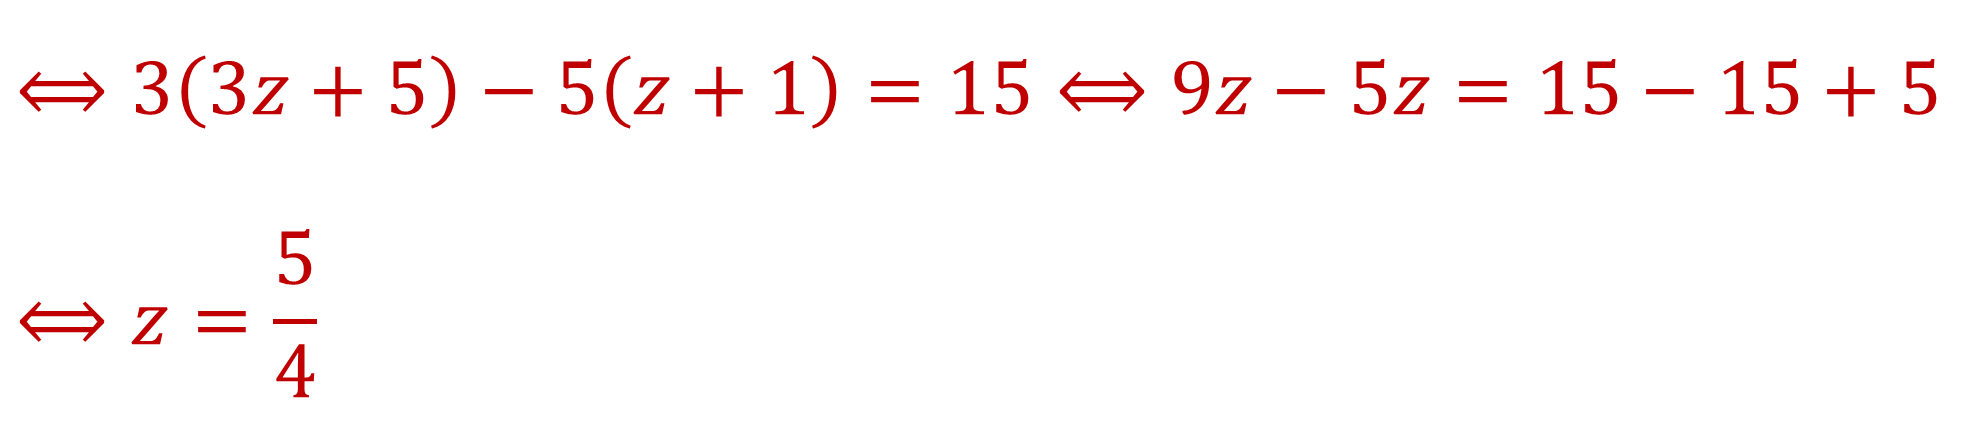 ⟺ 3(3z + 5) − 5(z + 1) = 15 ⟺ 9z − 5z = 15 − 15 + 5
⟺ z = 5/4